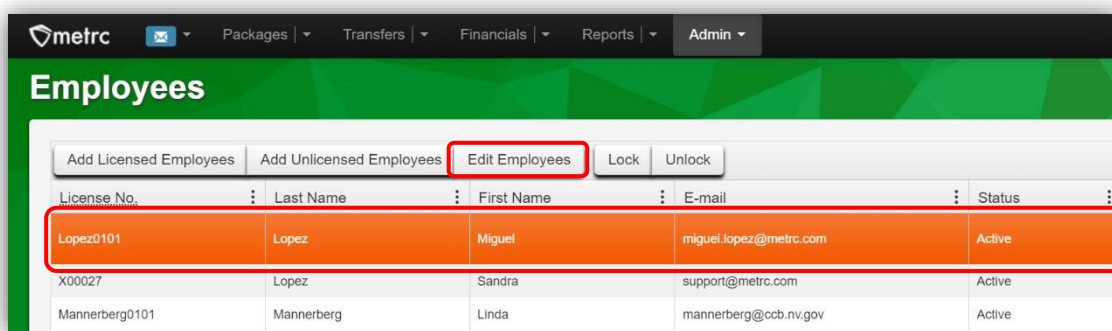 metrc Packages | Transfers | Financials | Reports | Admin
Employees
Add Licensed Employees Add Unlicensed Employees Edit Employees Lock Unlock
License No. Last Name First Name E-mail Status
Lopez0101 Lopez Miguel miguel.lopez@metrc.com Active
X00027 Lopez Sandra support@metrc.com Active
Mannerberg0101 Mannerberg Linda mannerberg@ccb.nv.gov Active